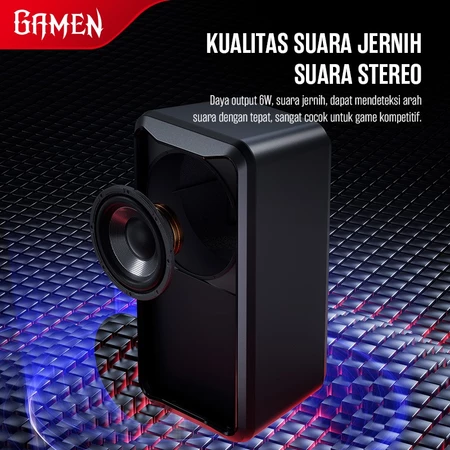 GAMEN
KUALITAS SUARA JERNIH
SUARA STEREO
Daya output 6W, suara jernih, dapat mendeteksi arah
suara dengan tepat, sangat cocok untuk game kompetitif.